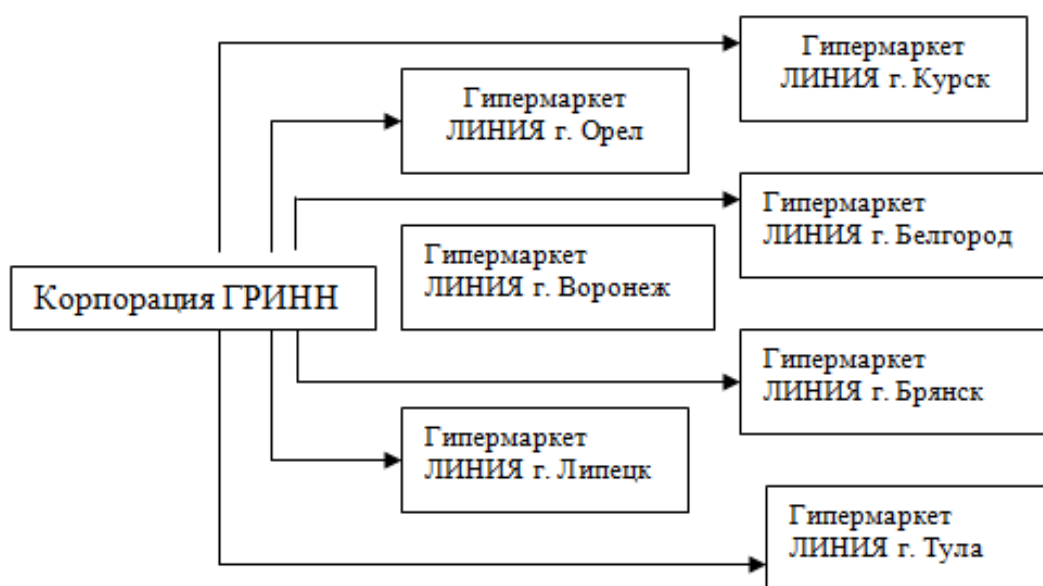 Гипермаркет
ЛИНИЯ г. Курск
Гипермаркет
ЛИНИЯ г. Орел
Гипермаркет
ЛИНИЯ г. Белгород
Гипермаркет
ЛИНИЯ г. Воронеж
Корпорация ГРИНН
Гипермаркет
ЛИНИЯ г. Брянск
Гипермаркет
ЛИНИЯ г. Липецк
Гипермаркет
ЛИНИЯ г. Тула